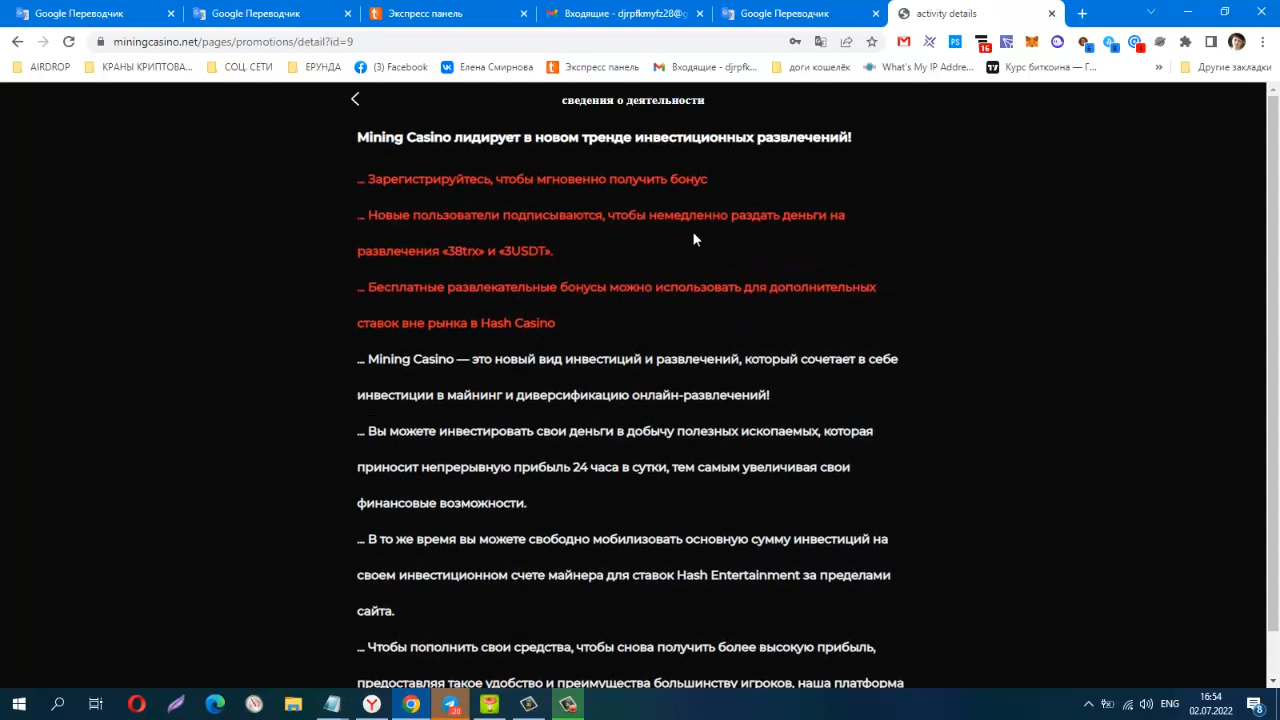 Google Переводчик
Google Переводчик
Экспресс панель
Входящие - djrpfkmyfz28@g
Google Переводчик
activity details
miningcasino.net/pages/promotions/detail?id=9
AIRDROP
КРАНЫ КРИПТОВА...
СОЦ. СЕТИ
ЕРУНДА
(3) Facebook
Елена Смирнова
Экспресс панель
Входящие - djrpfk...
доги кошелёк
What's My IP Addre...
Курс биткоина — Г...
Другие закладки
сведения о деятельности
Mining Casino лидирует в новом тренде инвестиционных развлечений!
... Зарегистрируйтесь, чтобы мгновенно получить бонус
... Новые пользователи подписываются, чтобы немедленно раздать деньги на
развлечения «38trx» и «3USDT».
... Бесплатные развлекательные бонусы можно использовать для дополнительных
ставок вне рынка в Hash Casino
... Mining Casino — это новый вид инвестиций и развлечений, который сочетает в себе
инвестиции в майнинг и диверсификацию онлайн-развлечений!
... Вы можете инвестировать свои деньги в добычу полезных ископаемых, которая
приносит непрерывную прибыль 24 часа в сутки, тем самым увеличивая свои
финансовые возможности.
... В то же время вы можете свободно мобилизовать основную сумму инвестиций на
своем инвестиционном счете майнера для ставок Hash Entertainment за пределами
сайта.
... Чтобы пополнить свои средства, чтобы снова получить более высокую прибыль,
предоставляя такое удобство и преимущества большинству игроков, наша платформа
ENG
16:54
02.07.2022